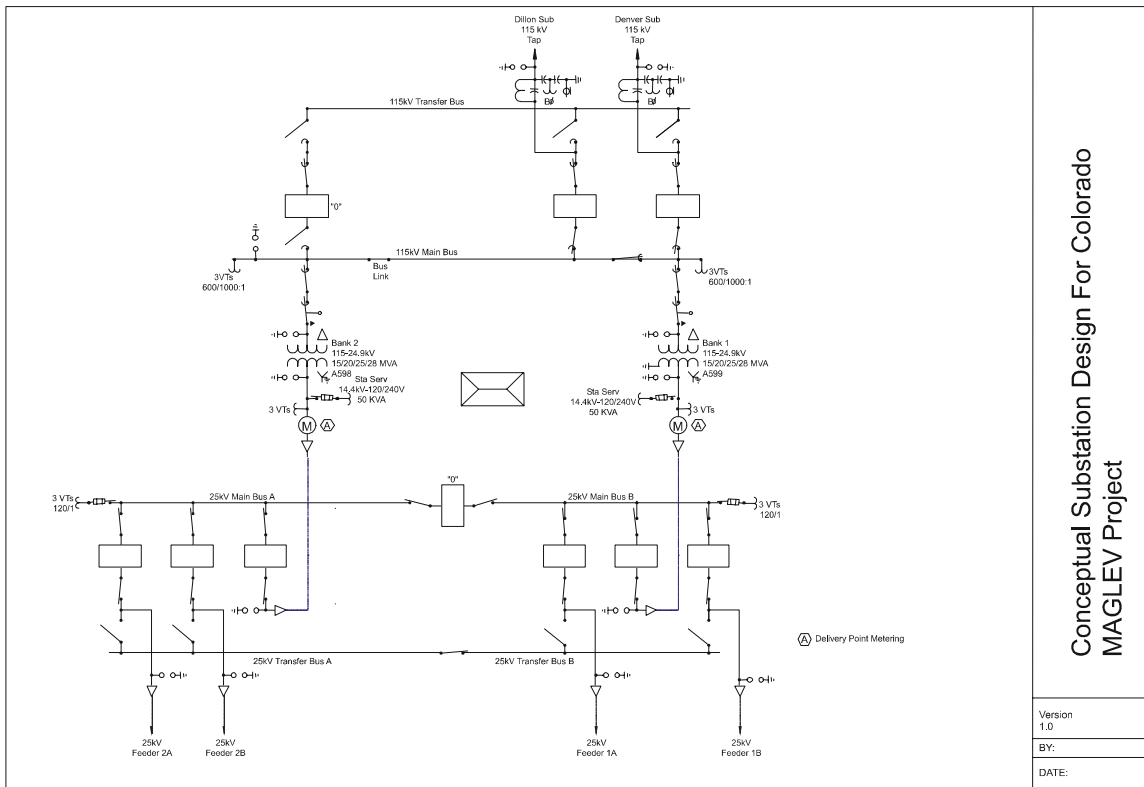 Dillon Sub
115 kV
Tap
Denver Sub
115 kV
Tap
BØ
BØ
115kV Transfer Bus
"0"
115kV Main Bus
Bus
Link
3VTs
600/1000:1
3VTs
600/1000:1
Bank 2
115-24.9kV
15/20/25/28 MVA
A598
Bank 1
115-24.9kV
15/20/25/28 MVA
A599
Sta Serv
14.4kV-120/240V
50 KVA
Sta Serv
14.4kV-120/240V
50 KVA
3 VTs
3 VTs
M
A
M
A
"0"
3 VTs
120/1
25kV Main Bus A
25kV Main Bus B
3 VTs
120/1
A Delivery Point Metering
25kV Transfer Bus A
25kV Transfer Bus B
25kV
Feeder 2A
25kV
Feeder 2B
25kV
Feeder 1A
25kV
Feeder 1B
Conceptual Substation Design For Colorado
MAGLEV Project
Version
1.0
BY:
DATE: